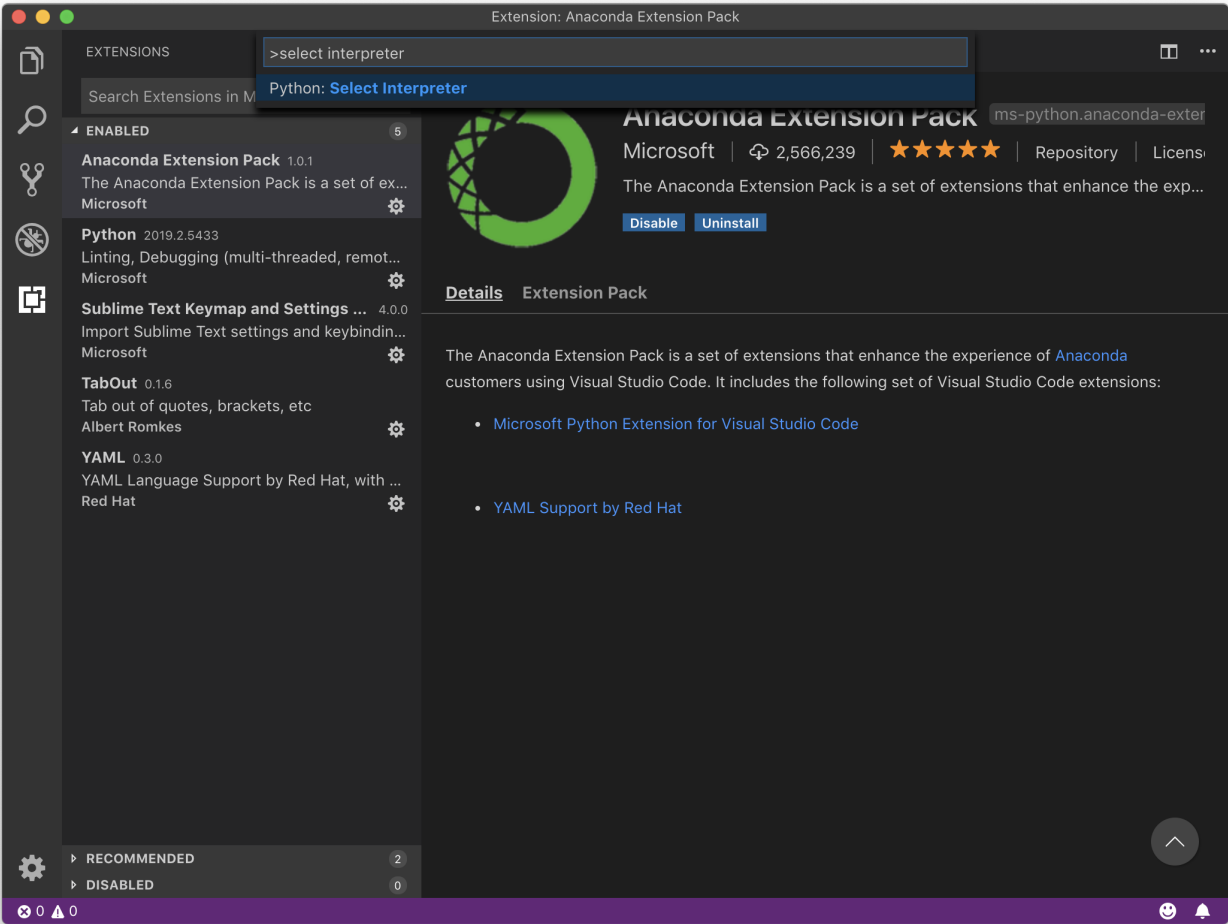 Extension: Anaconda Extension Pack
EXTENSIONS
>select interpreter
Python: Select Interpreter
Search Extensions in M
ENABLED 5
Anaconda Extension Pack 1.0.1
The Anaconda Extension Pack is a set of ex...
Microsoft
Python 2019.2.5433
Linting, Debugging (multi-threaded, remot...
Microsoft
Sublime Text Keymap and Settings ... 4.0.0
Import Sublime Text settings and keybindin...
Microsoft
TabOut 0.1.6
Tab out of quotes, brackets, etc
Albert Romkes
YAML 0.3.0
YAML Language Support by Red Hat, with ...
Red Hat
RECOMMENDED 2
DISABLED 0
Anaconda Extension Pack ms-python.anaconda-exter
Microsoft 2,566,239 Repository Licens
The Anaconda Extension Pack is a set of extensions that enhance the exp...
Disable Uninstall
Details Extension Pack
The Anaconda Extension Pack is a set of extensions that enhance the experience of Anaconda
customers using Visual Studio Code. It includes the following set of Visual Studio Code extensions:
• Microsoft Python Extension for Visual Studio Code
• YAML Support by Red Hat
0 0